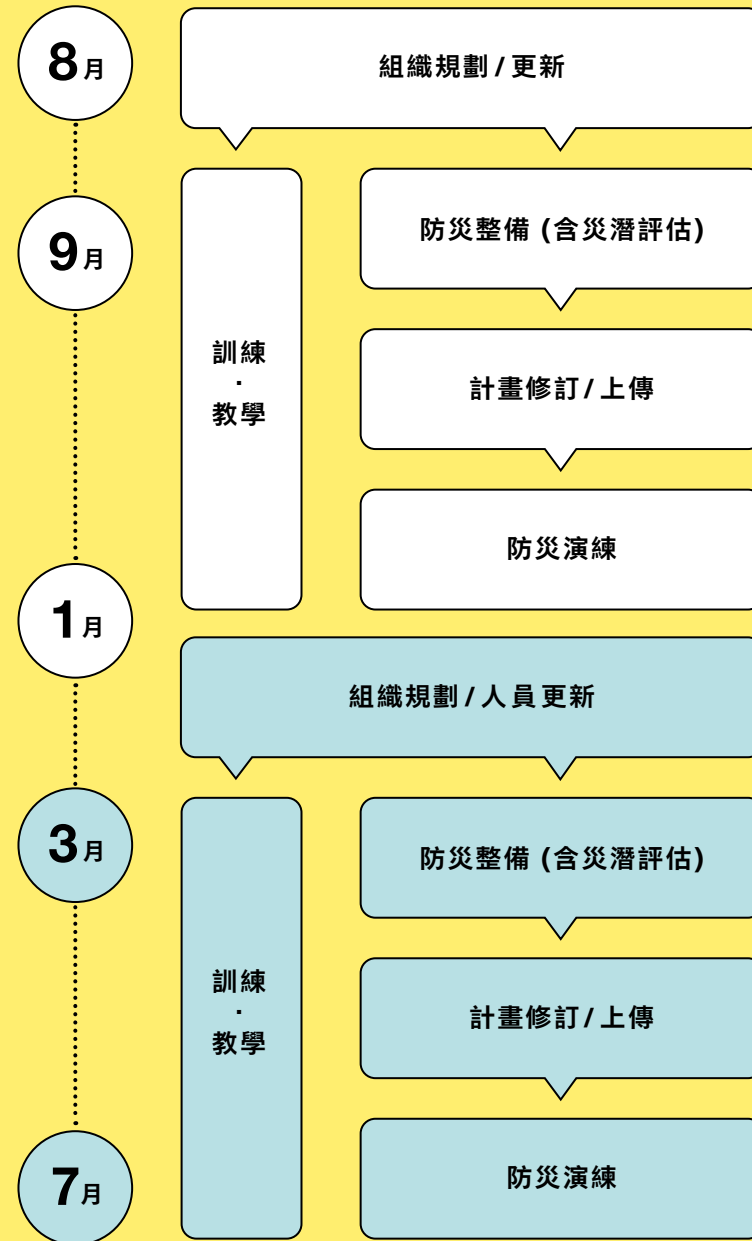 8月
組織規劃 / 更新
9月
防災整備 (含災潛評估)
訓練
·
教學
計畫修訂 / 上傳
防災演練
1月
組織規劃 / 人員更新
3月
防災整備 (含災潛評估)
訓練
·
教學
計畫修訂 / 上傳
7月
防災演練